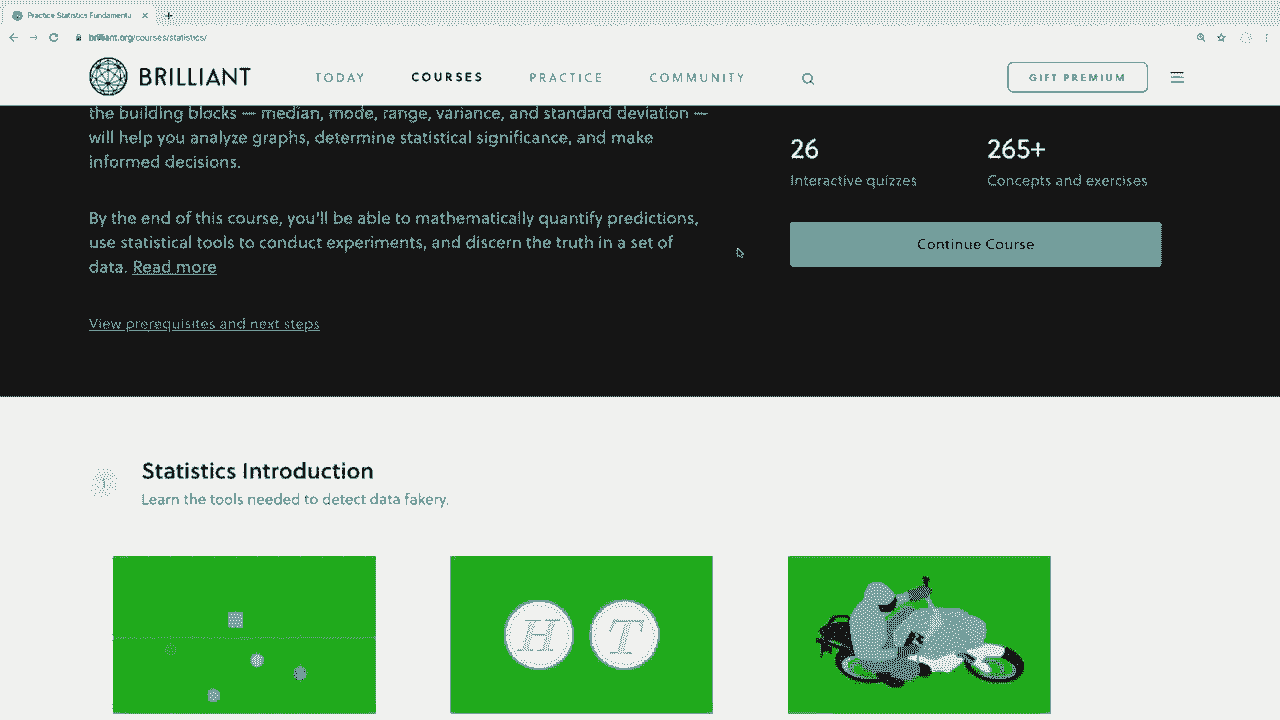 Practice Statistics Fundamenta
brilliant.org/courses/statistics/
BRILLIANT
TODAY
COURSES
PRACTICE
COMMUNITY
GIFT PREMIUM
the building blocks — median, mode, range, variance, and standard deviation —
will help you analyze graphs, determine statistical significance, and make
informed decisions.
By the end of this course, you'll be able to mathematically quantify predictions,
use statistical tools to conduct experiments, and discern the truth in a set of
data. Read more
View prerequisites and next steps
26
Interactive quizzes
265+
Concepts and exercises
Continue Course
1
Statistics Introduction
Learn the tools needed to detect data fakery.
H
T